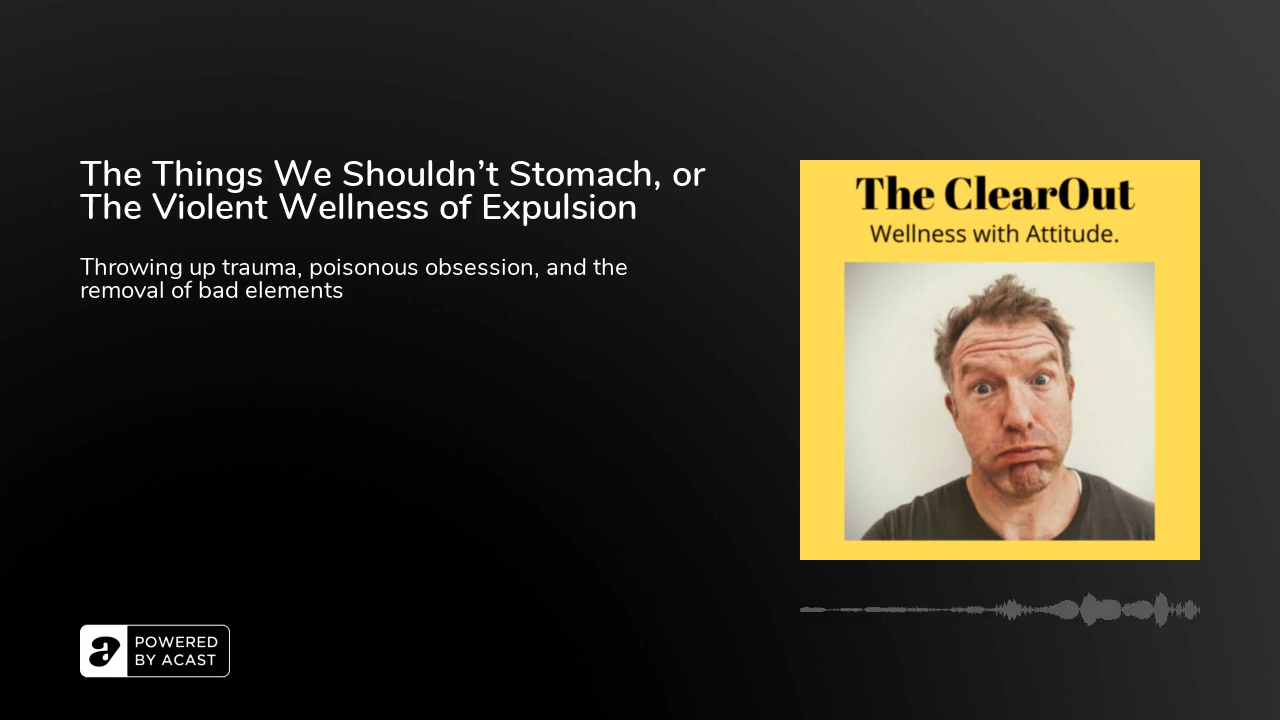 The Things We Shouldn’t Stomach, or
The Violent Wellness of Expulsion
Throwing up trauma, poisonous obsession, and the
removal of bad elements
The ClearOut
Wellness with Attitude.
a POWERED
BY ACAST